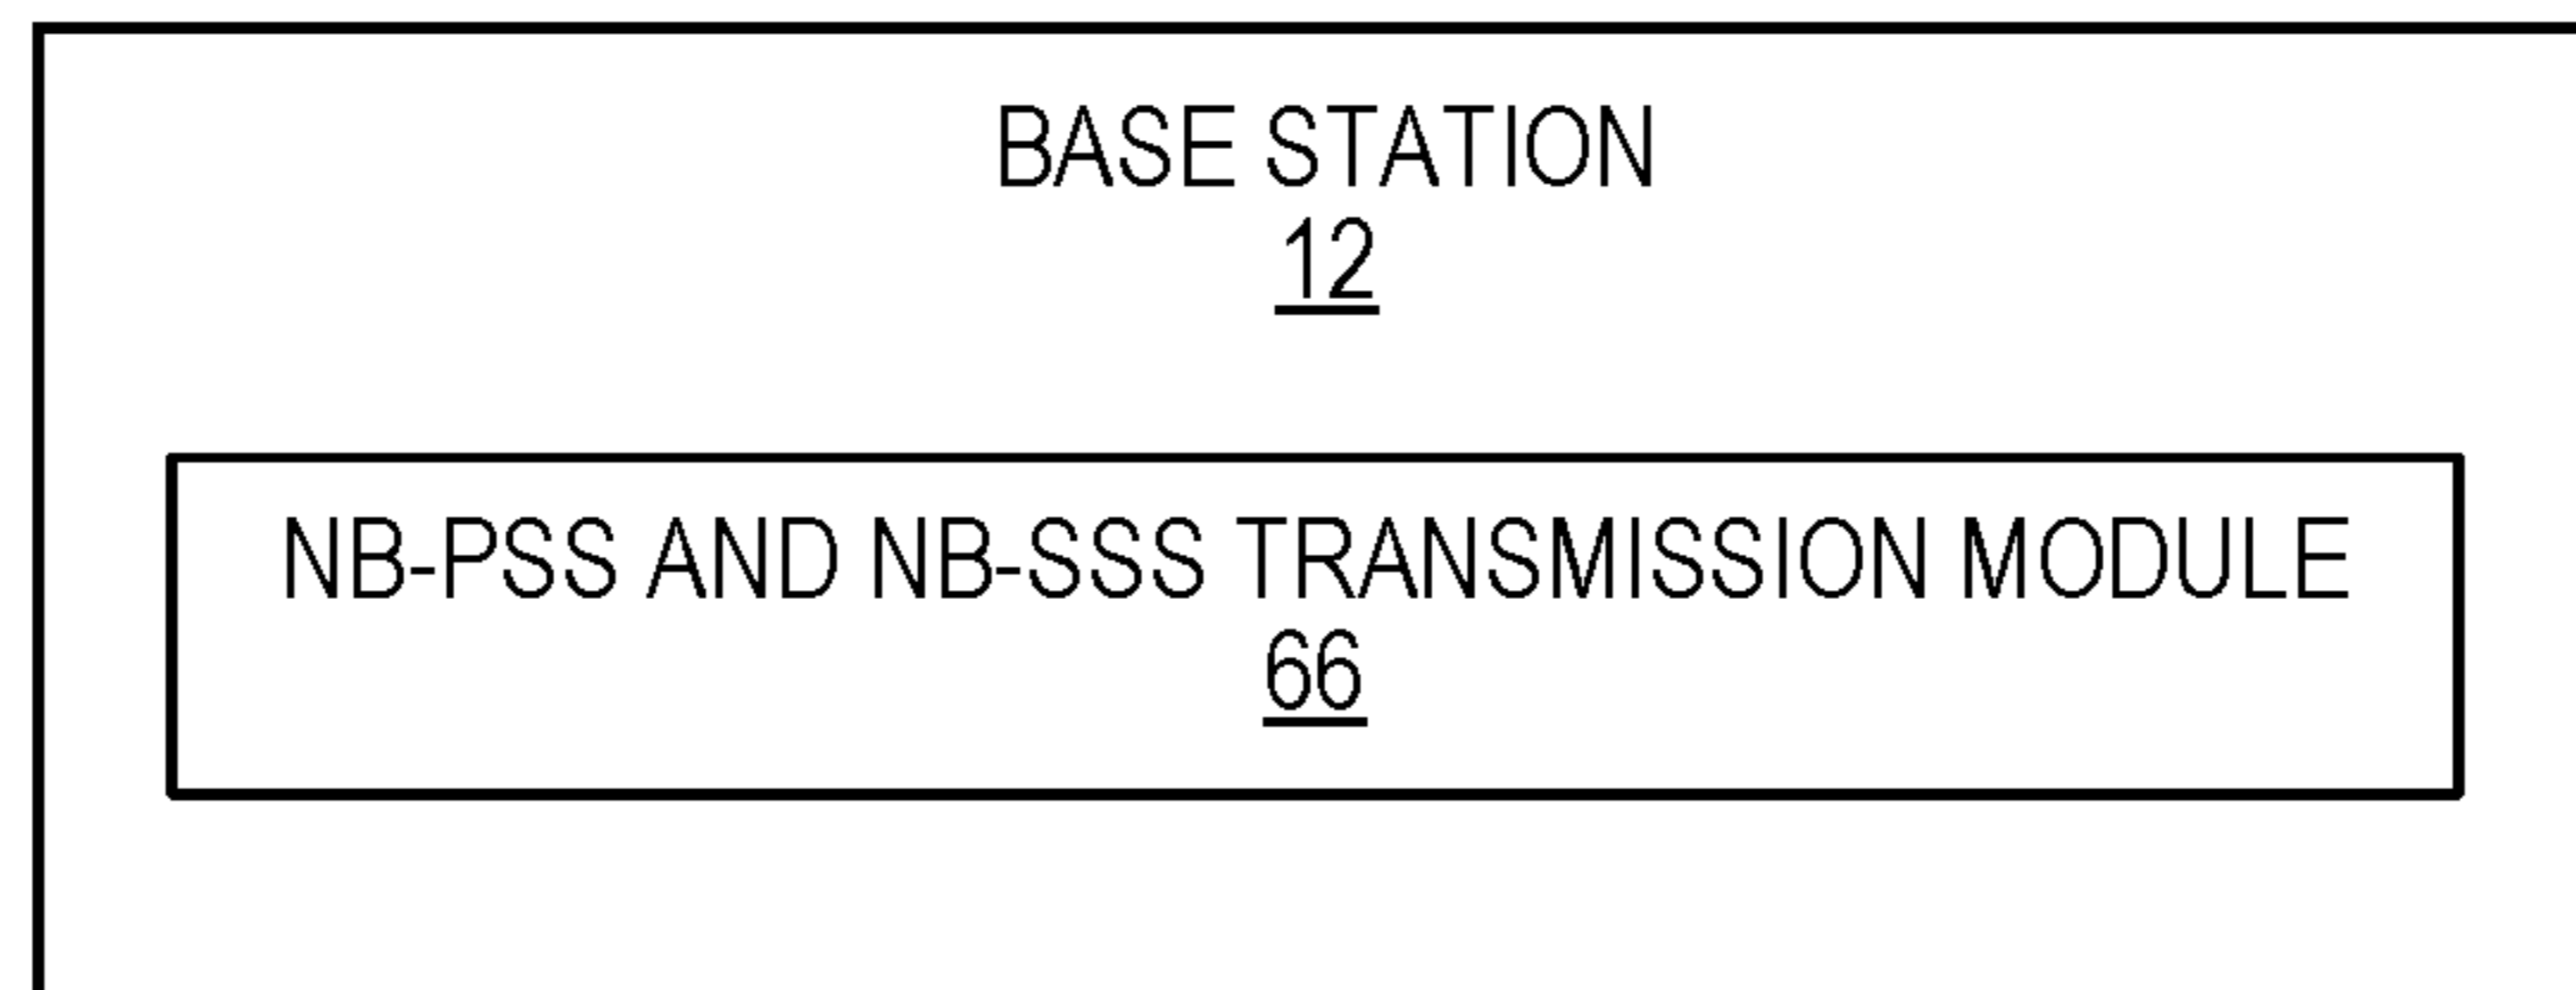 BASE STATION
12
NB-PSS AND NB-SSS TRANSMISSION MODULE
66